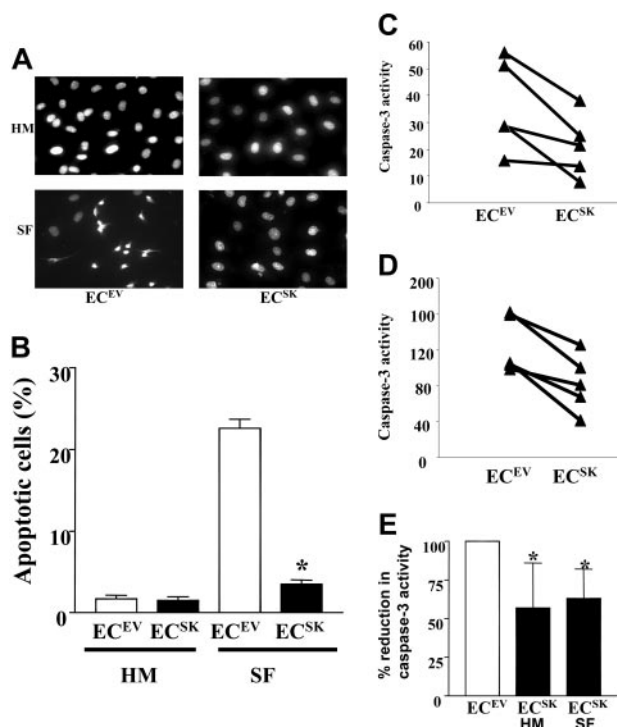 A
HM
SF
EC^EV EC^SK
B
Apoptotic cells (%)
30
20
10
0
*
EC^EV EC^SK EC^EV EC^SK
HM SF
C
Caspase-3 activity
60
50
40
30
20
10
0
EC^EV EC^SK
D
Caspase-3 activity
200
160
120
80
40
0
EC^EV EC^SK
E
% reduction in
caspase-3 activity
100
75
50
25
0
* *
EC^EV EC^SK EC^SK
HM SF